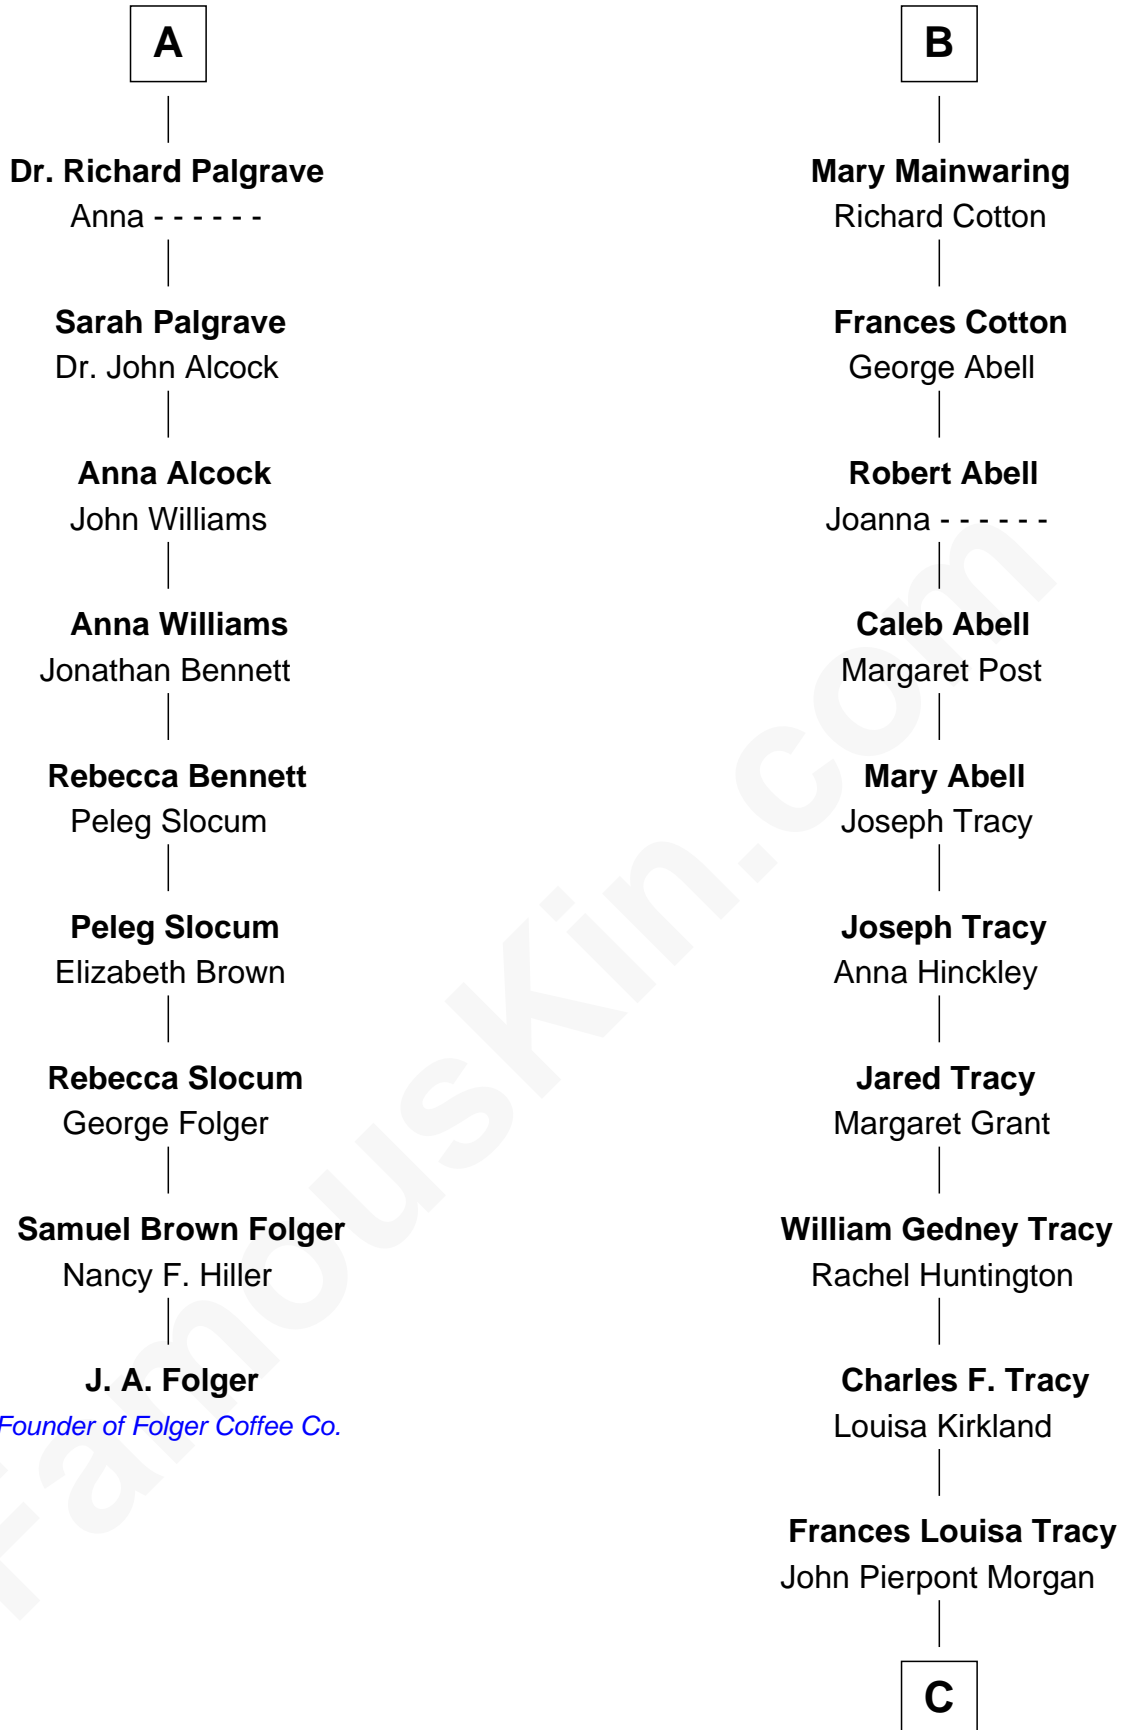 A
Dr. Richard Palgrave
Anna - - - - - -
Sarah Palgrave
Dr. John Alcock
Anna Alcock
John Williams
Anna Williams
Jonathan Bennett
Rebecca Bennett
Peleg Slocum
Peleg Slocum
Elizabeth Brown
Rebecca Slocum
George Folger
Samuel Brown Folger
Nancy F. Hiller
J. A. Folger
Founder of Folger Coffee Co.
B
Mary Mainwaring
Richard Cotton
Frances Cotton
George Abell
Robert Abell
Joanna - - - - - -
Caleb Abell
Margaret Post
Mary Abell
Joseph Tracy
Joseph Tracy
Anna Hinckley
Jared Tracy
Margaret Grant
William Gedney Tracy
Rachel Huntington
Charles F. Tracy
Louisa Kirkland
Frances Louisa Tracy
John Pierpont Morgan
C
FamousKin.com